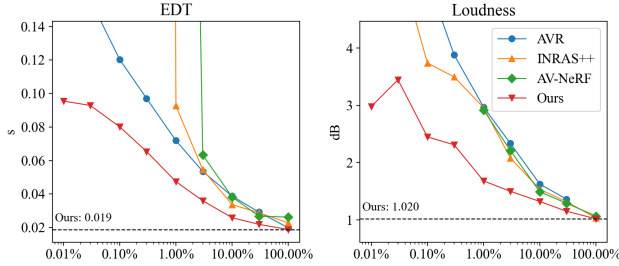 EDT
0.14
0.12
0.10
0.08
0.06
0.04
0.02
s
Ours: 0.019
0.01% 0.10% 1.00% 10.00% 100.00%
Loudness
4
3
2
1
dB
AVR
INRAS++
AV-NeRF
Ours
Ours: 1.020
0.01% 0.10% 1.00% 10.00% 100.00%